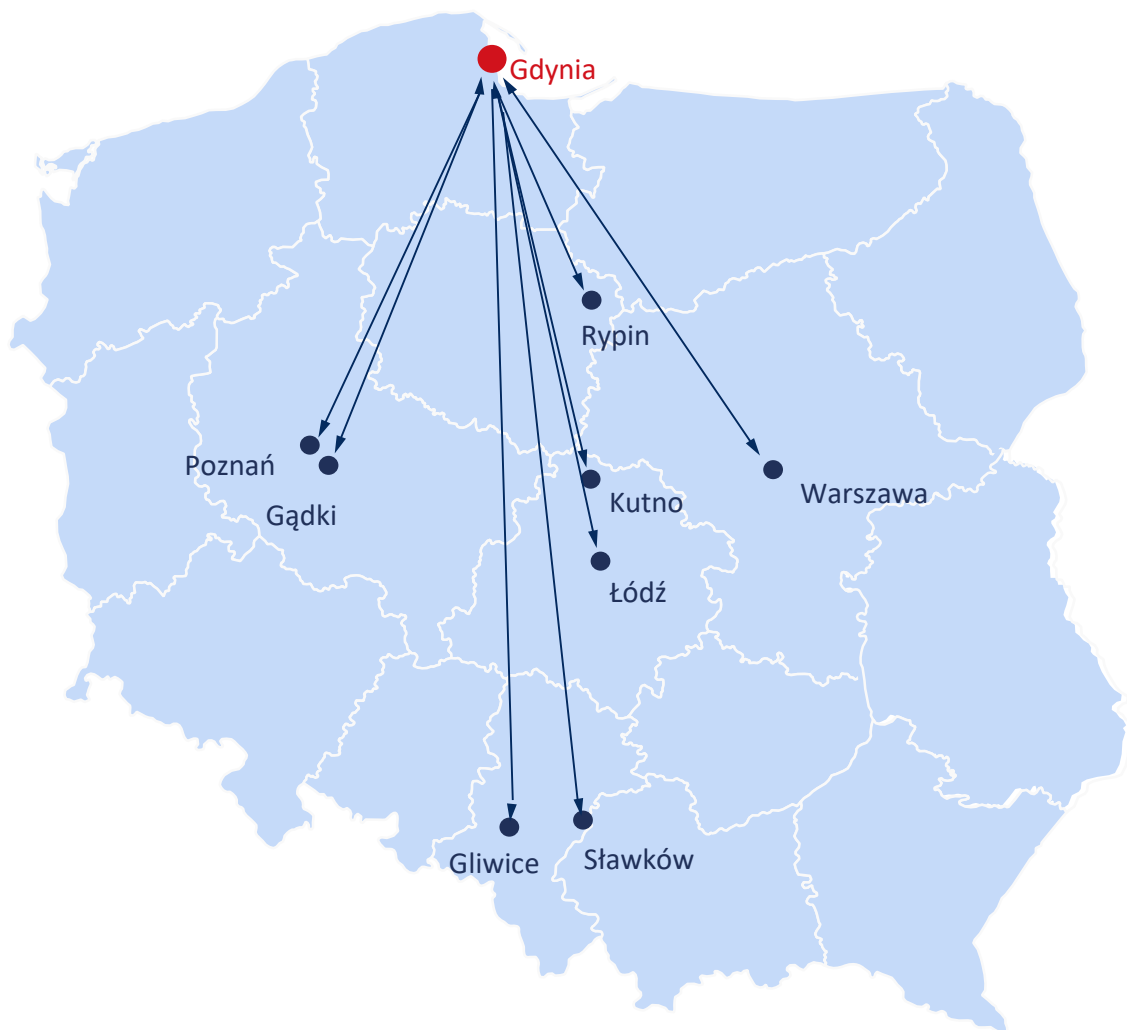 Gdynia
Rypin
Poznań
Warszawa
Kutno
Gądki
Łódź
Gliwice
Sławków